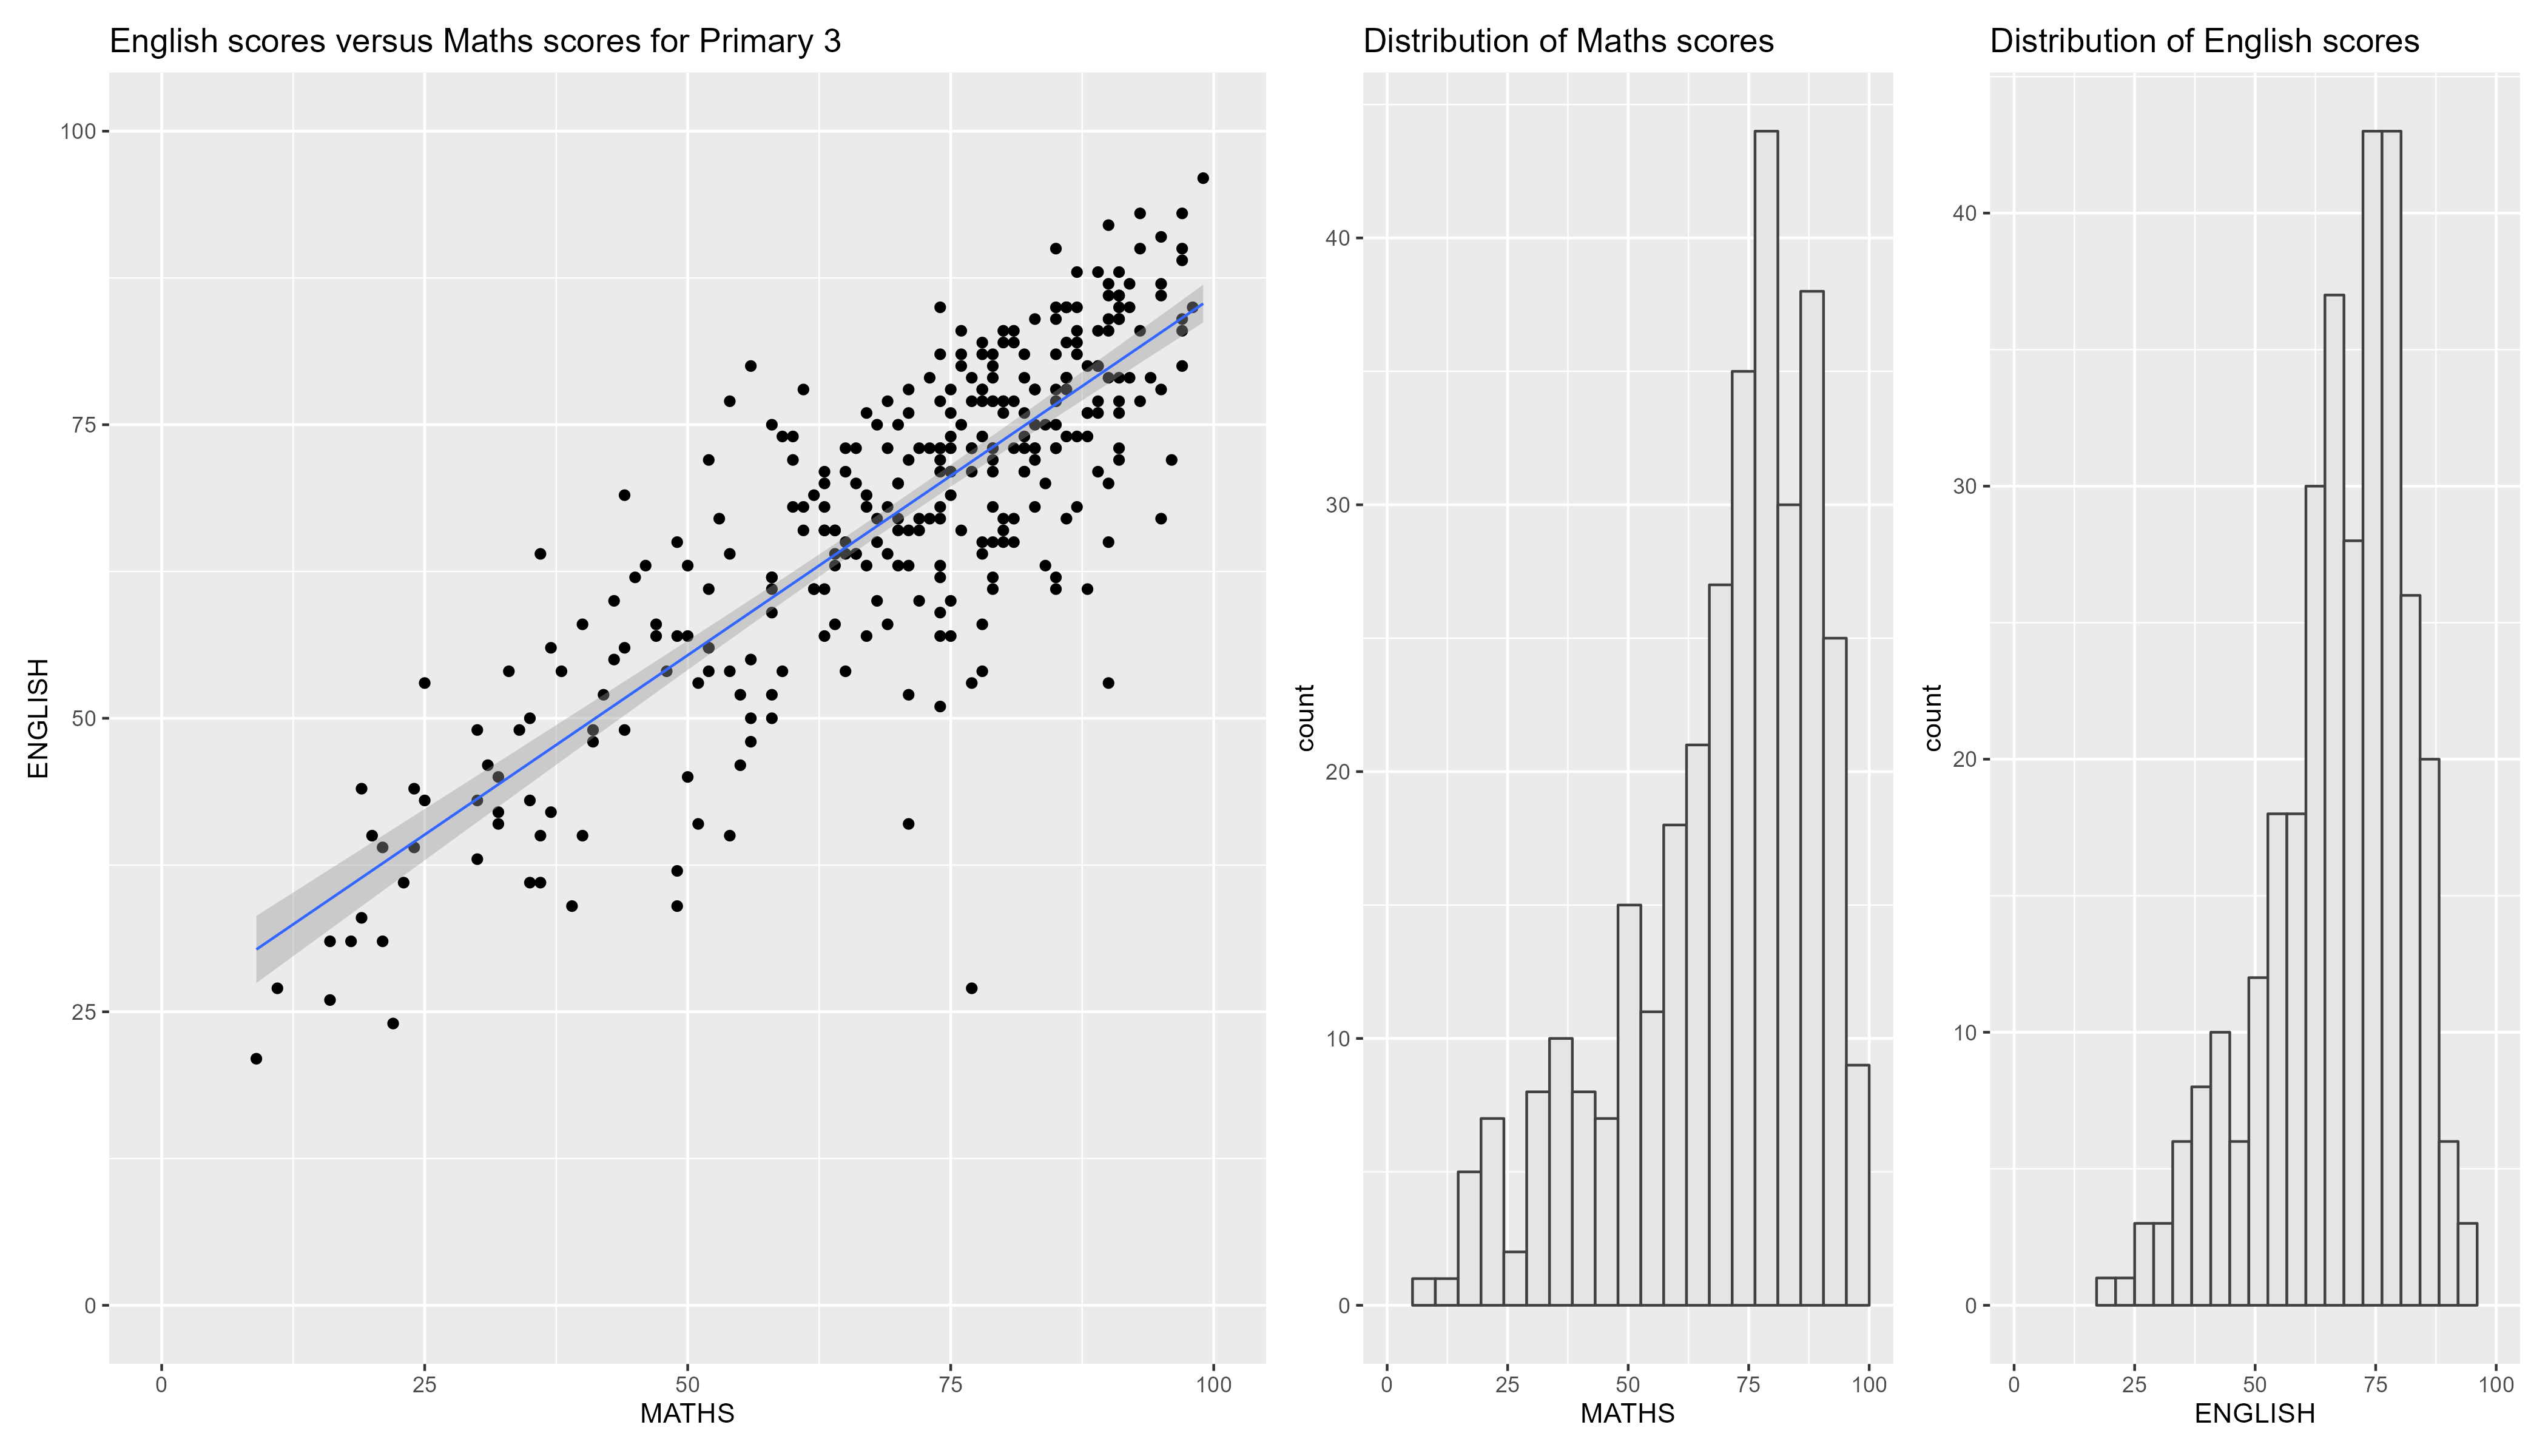 English scores versus Maths scores for Primary 3
ENGLISH
100
75
50
25
0
0 25 50 75 100
MATHS
Distribution of Maths scores
count
40
30
20
10
0
0 25 50 75 100
MATHS
Distribution of English scores
count
40
30
20
10
0
0 25 50 75 100
ENGLISH